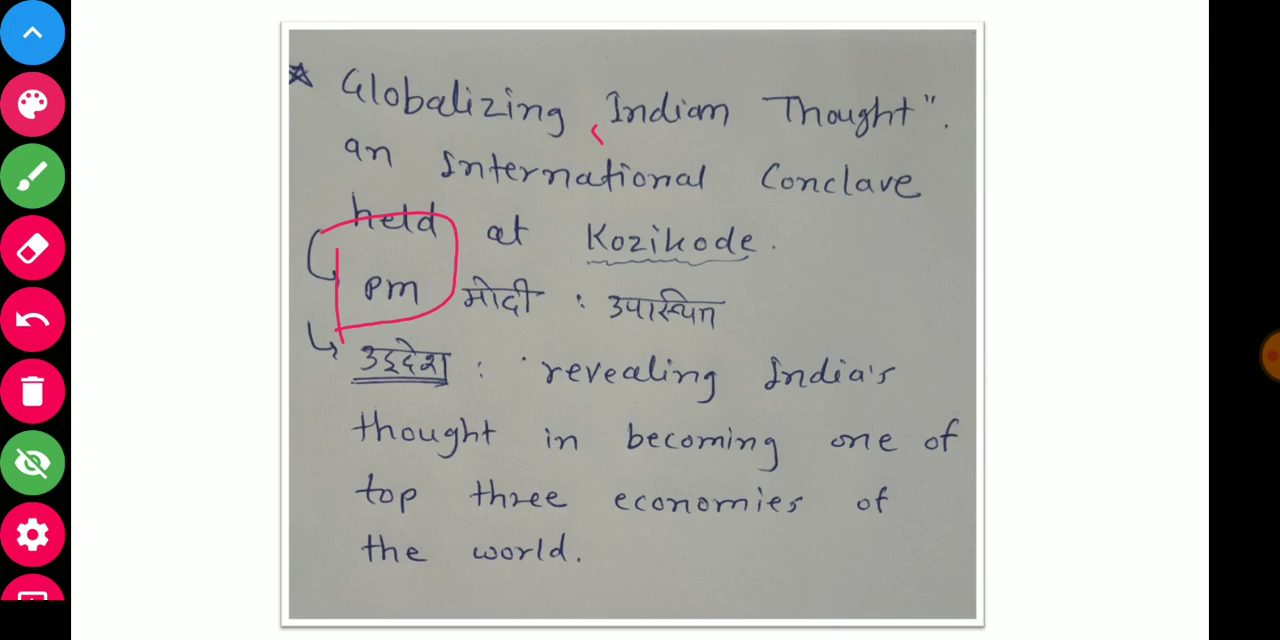 Globalizing Indian Thought".
an International Conclave
held at Kozikode.
PM मोदी : उपास्थित
उद्देश : revealing India's
thought in becoming one of
top three economies of
the world.